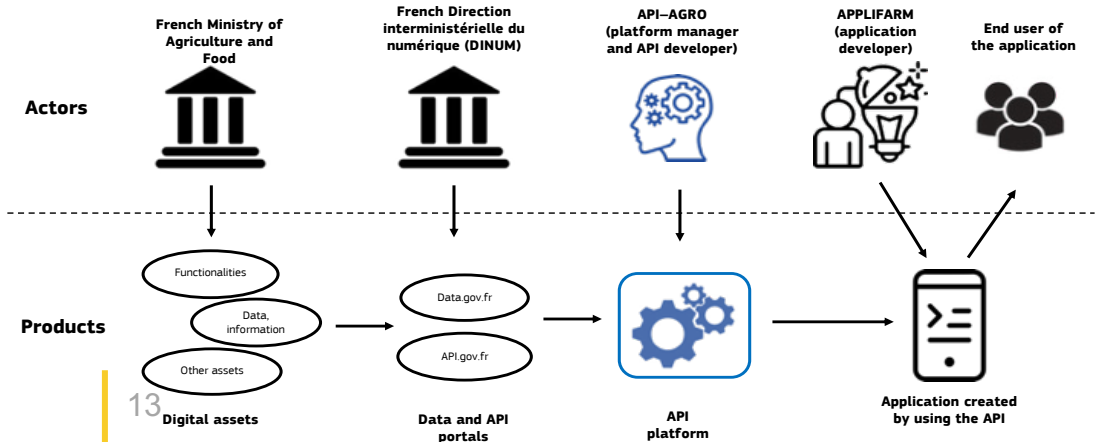 French Ministry of
Agriculture and
Food
French Direction
interministérielle du
numérique (DINUM)
API–AGRO
(platform manager
and API developer)
APPLIFARM
(application
developer)
End user of
the application
Actors
Functionalities
Data,
information
Other assets
Data.gov.fr
API.gov.fr
Products
13
Digital assets
Data and API
portals
API
platform
Application created
by using the API